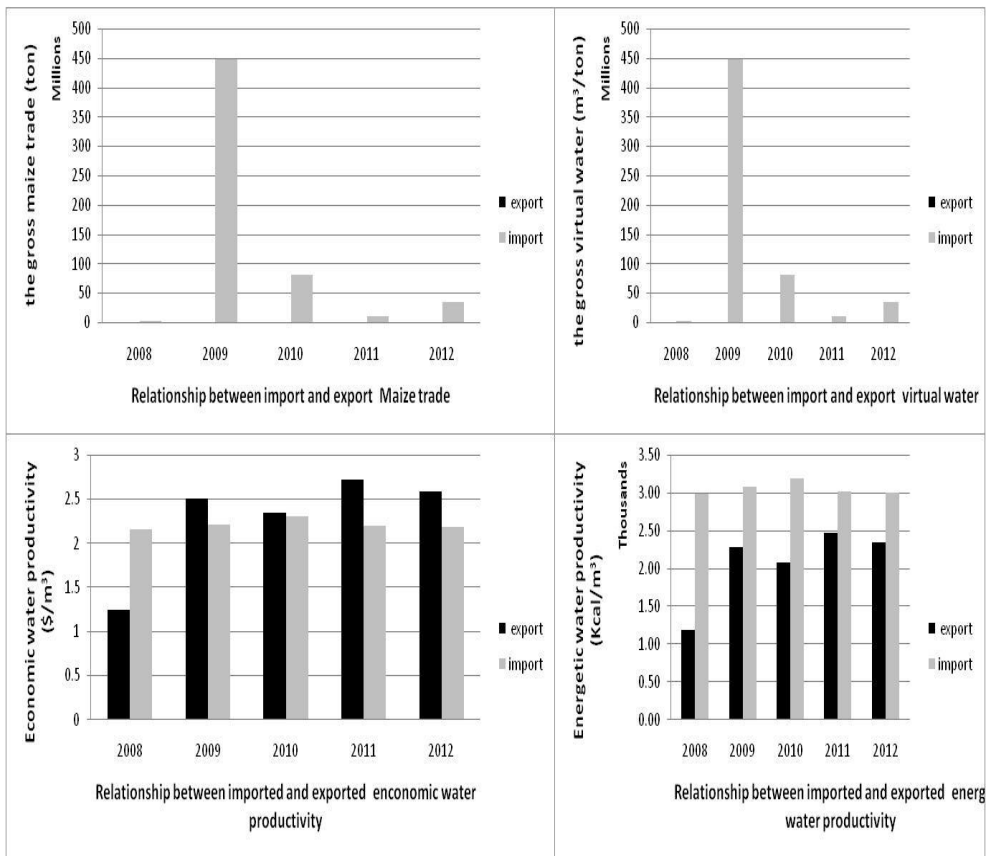 the gross maize trade (ton)
Millions
500
450
400
350
300
250
200
150
100
50
0
2008 2009 2010 2011 2012
export
import
Relationship between import and export Maize trade
the gross virtual water (m³/ton)
Millions
500
450
400
350
300
250
200
150
100
50
0
2008 2009 2010 2011 2012
export
import
Relationship between import and export virtual water
Economic water productivity
($/m³)
3
2.5
2
1.5
1
0.5
0
2008 2009 2010 2011 2012
export
import
Relationship between imported and exported enconomic water
productivity
Energetic water productivity
(Kcal/m³)
Thousands
3.50
3.00
2.50
2.00
1.50
1.00
0.50
0.00
2008 2009 2010 2011 2012
export
import
Relationship between imported and exported energ
water productivity